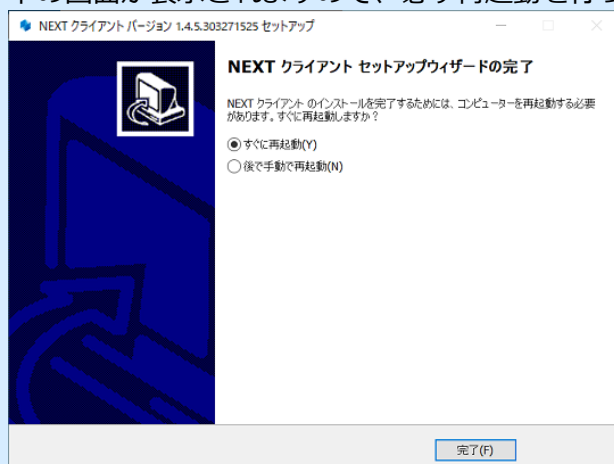 NEXT クライアント バージョン 1.4.5.303271525 セットアップ
NEXT クライアント セットアップウィザードの完了
NEXT クライアント のインストールを完了するためには、コンピューターを再起動する必要
があります。すぐに再起動しますか？
すぐに再起動(Y)
後で手動で再起動(N)
完了(F)